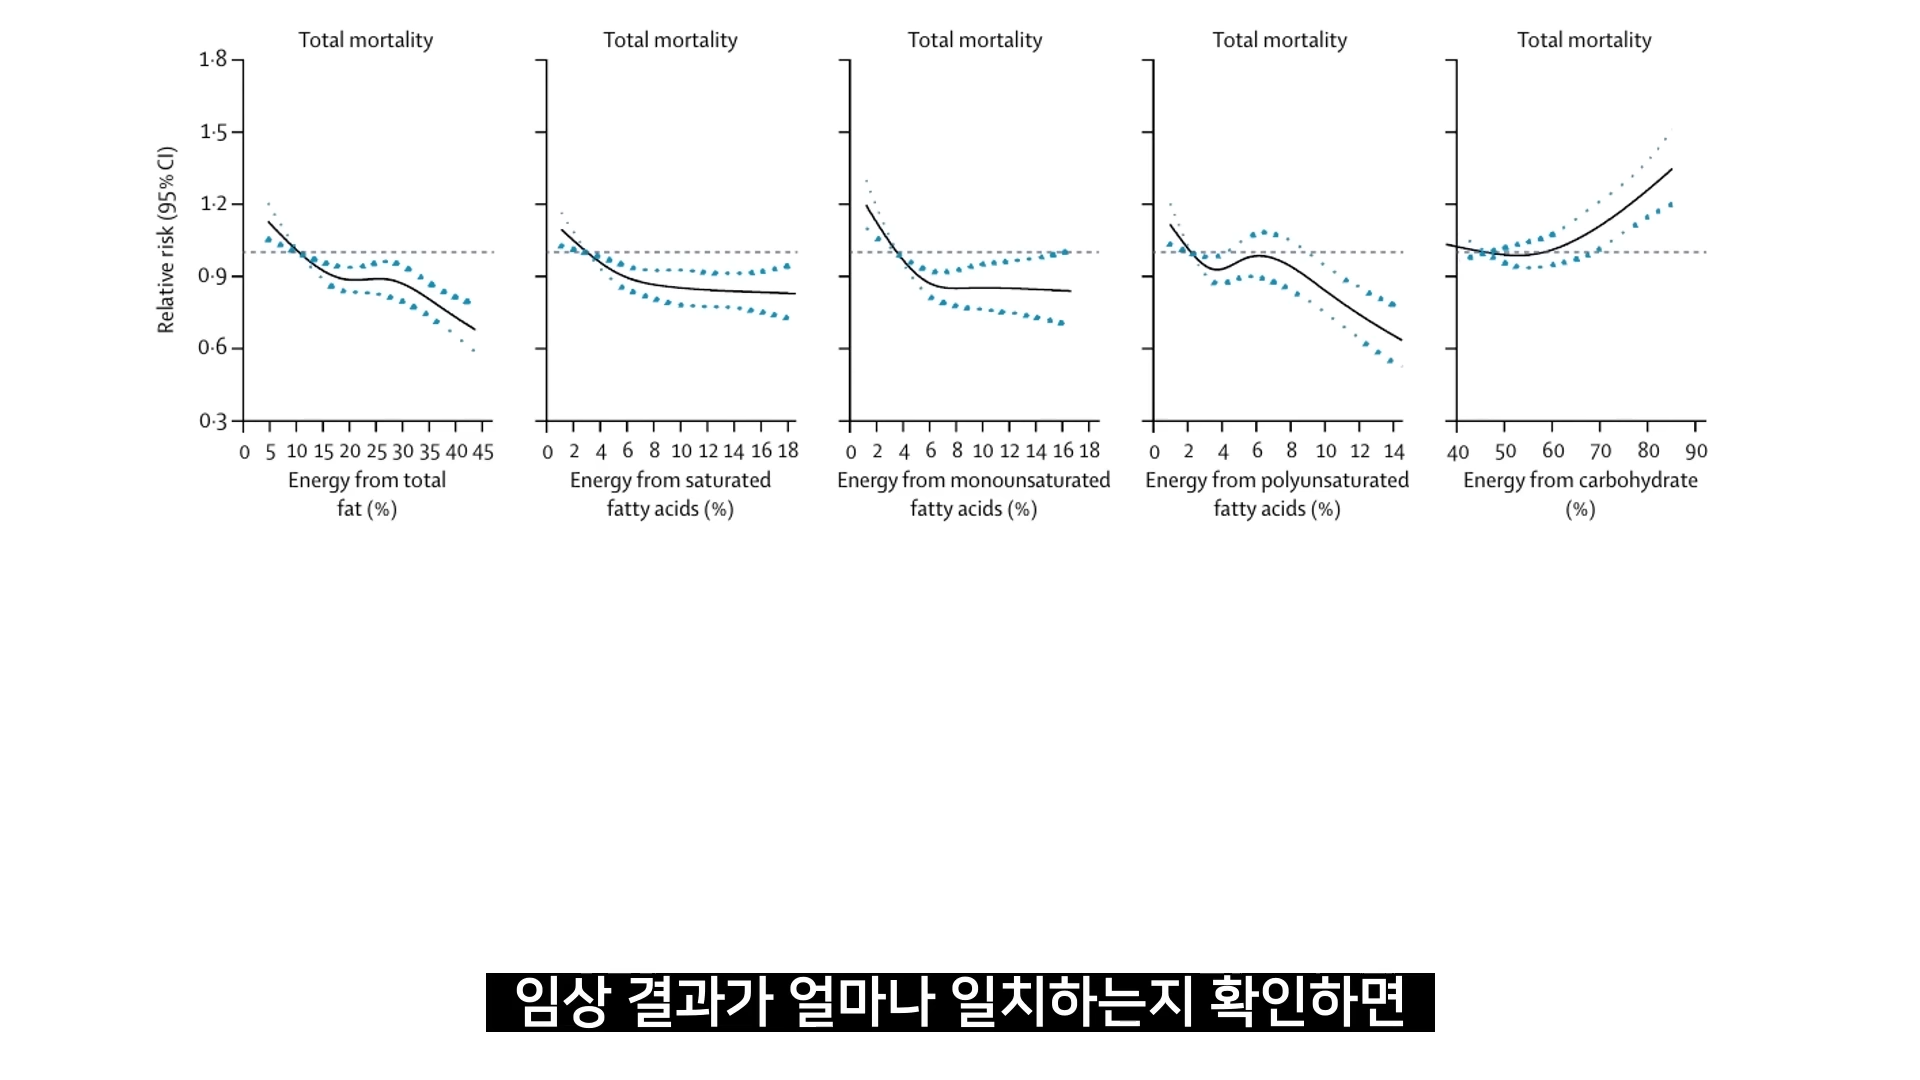 Total mortality
Total mortality
Total mortality
Total mortality
Total mortality
Relative risk (95% CI)
1·8
1·5
1·2
0·9
0·6
0·3
0 5 10 15 20 25 30 35 40 45
Energy from total
fat (%)
0 2 4 6 8 10 12 14 16 18
Energy from saturated
fatty acids (%)
0 2 4 6 8 10 12 14 16 18
Energy from monounsaturated
fatty acids (%)
0 2 4 6 8 10 12 14
Energy from polyunsaturated
fatty acids (%)
40 50 60 70 80 90
Energy from carbohydrate
(%)
임상 결과가 얼마나 일치하는지 확인하면